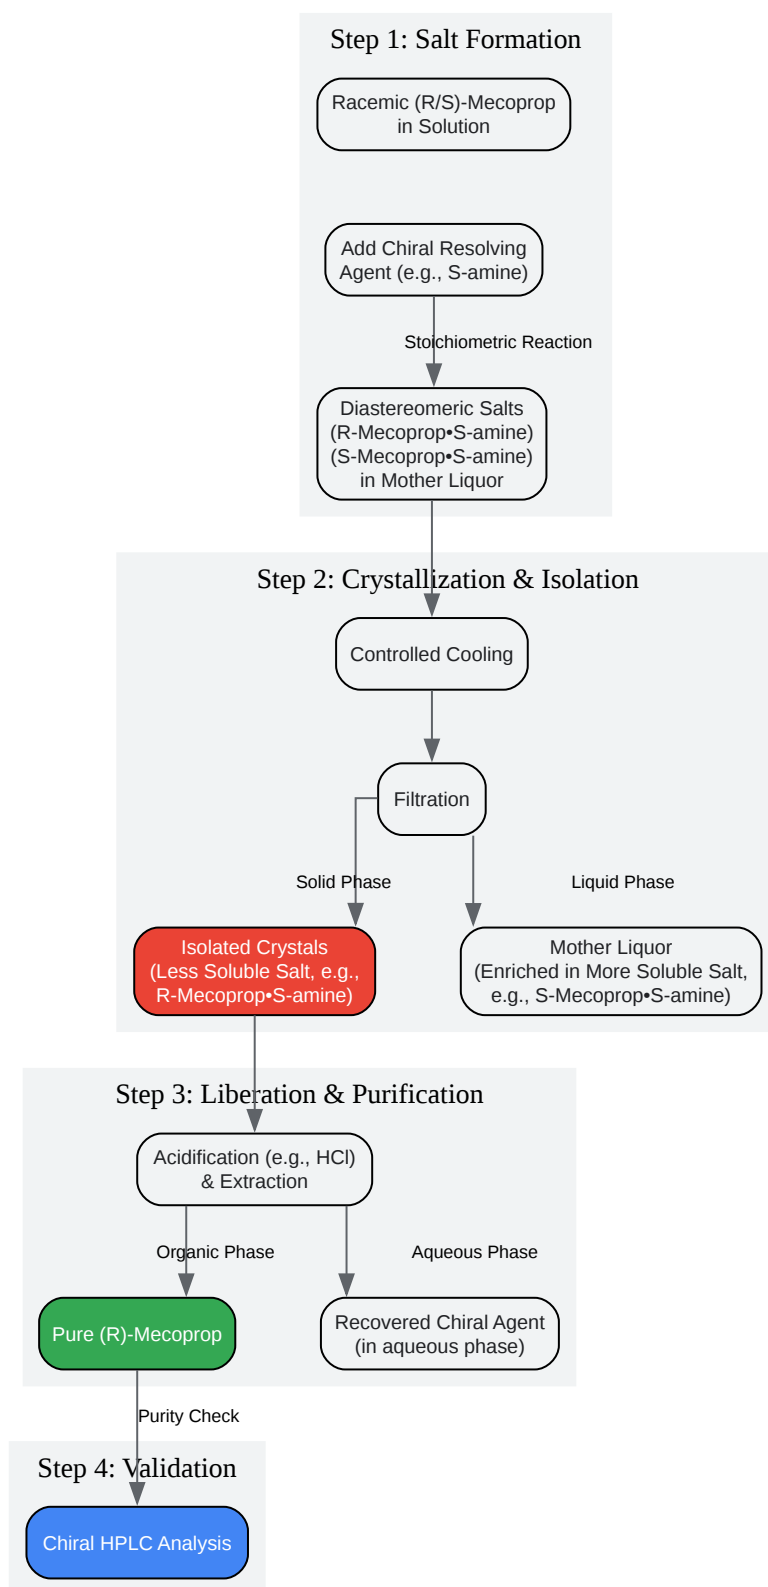 Step 1: Salt Formation
Racemic (R/S)-Mecoprop
in Solution
Add Chiral Resolving
Agent (e.g., S-amine)
Stoichiometric Reaction
Diastereomeric Salts
(R-Mecoprop•S-amine)
(S-Mecoprop•S-amine)
in Mother Liquor
Step 2: Crystallization & Isolation
Controlled Cooling
Filtration
Solid Phase
Liquid Phase
Isolated Crystals
(Less Soluble Salt, e.g.,
R-Mecoprop•S-amine)
Mother Liquor
(Enriched in More Soluble Salt,
e.g., S-Mecoprop•S-amine)
Step 3: Liberation & Purification
Acidification (e.g., HCl)
& Extraction
Organic Phase
Aqueous Phase
Pure (R)-Mecoprop
Recovered Chiral Agent
(in aqueous phase)
Purity Check
Step 4: Validation
Chiral HPLC Analysis